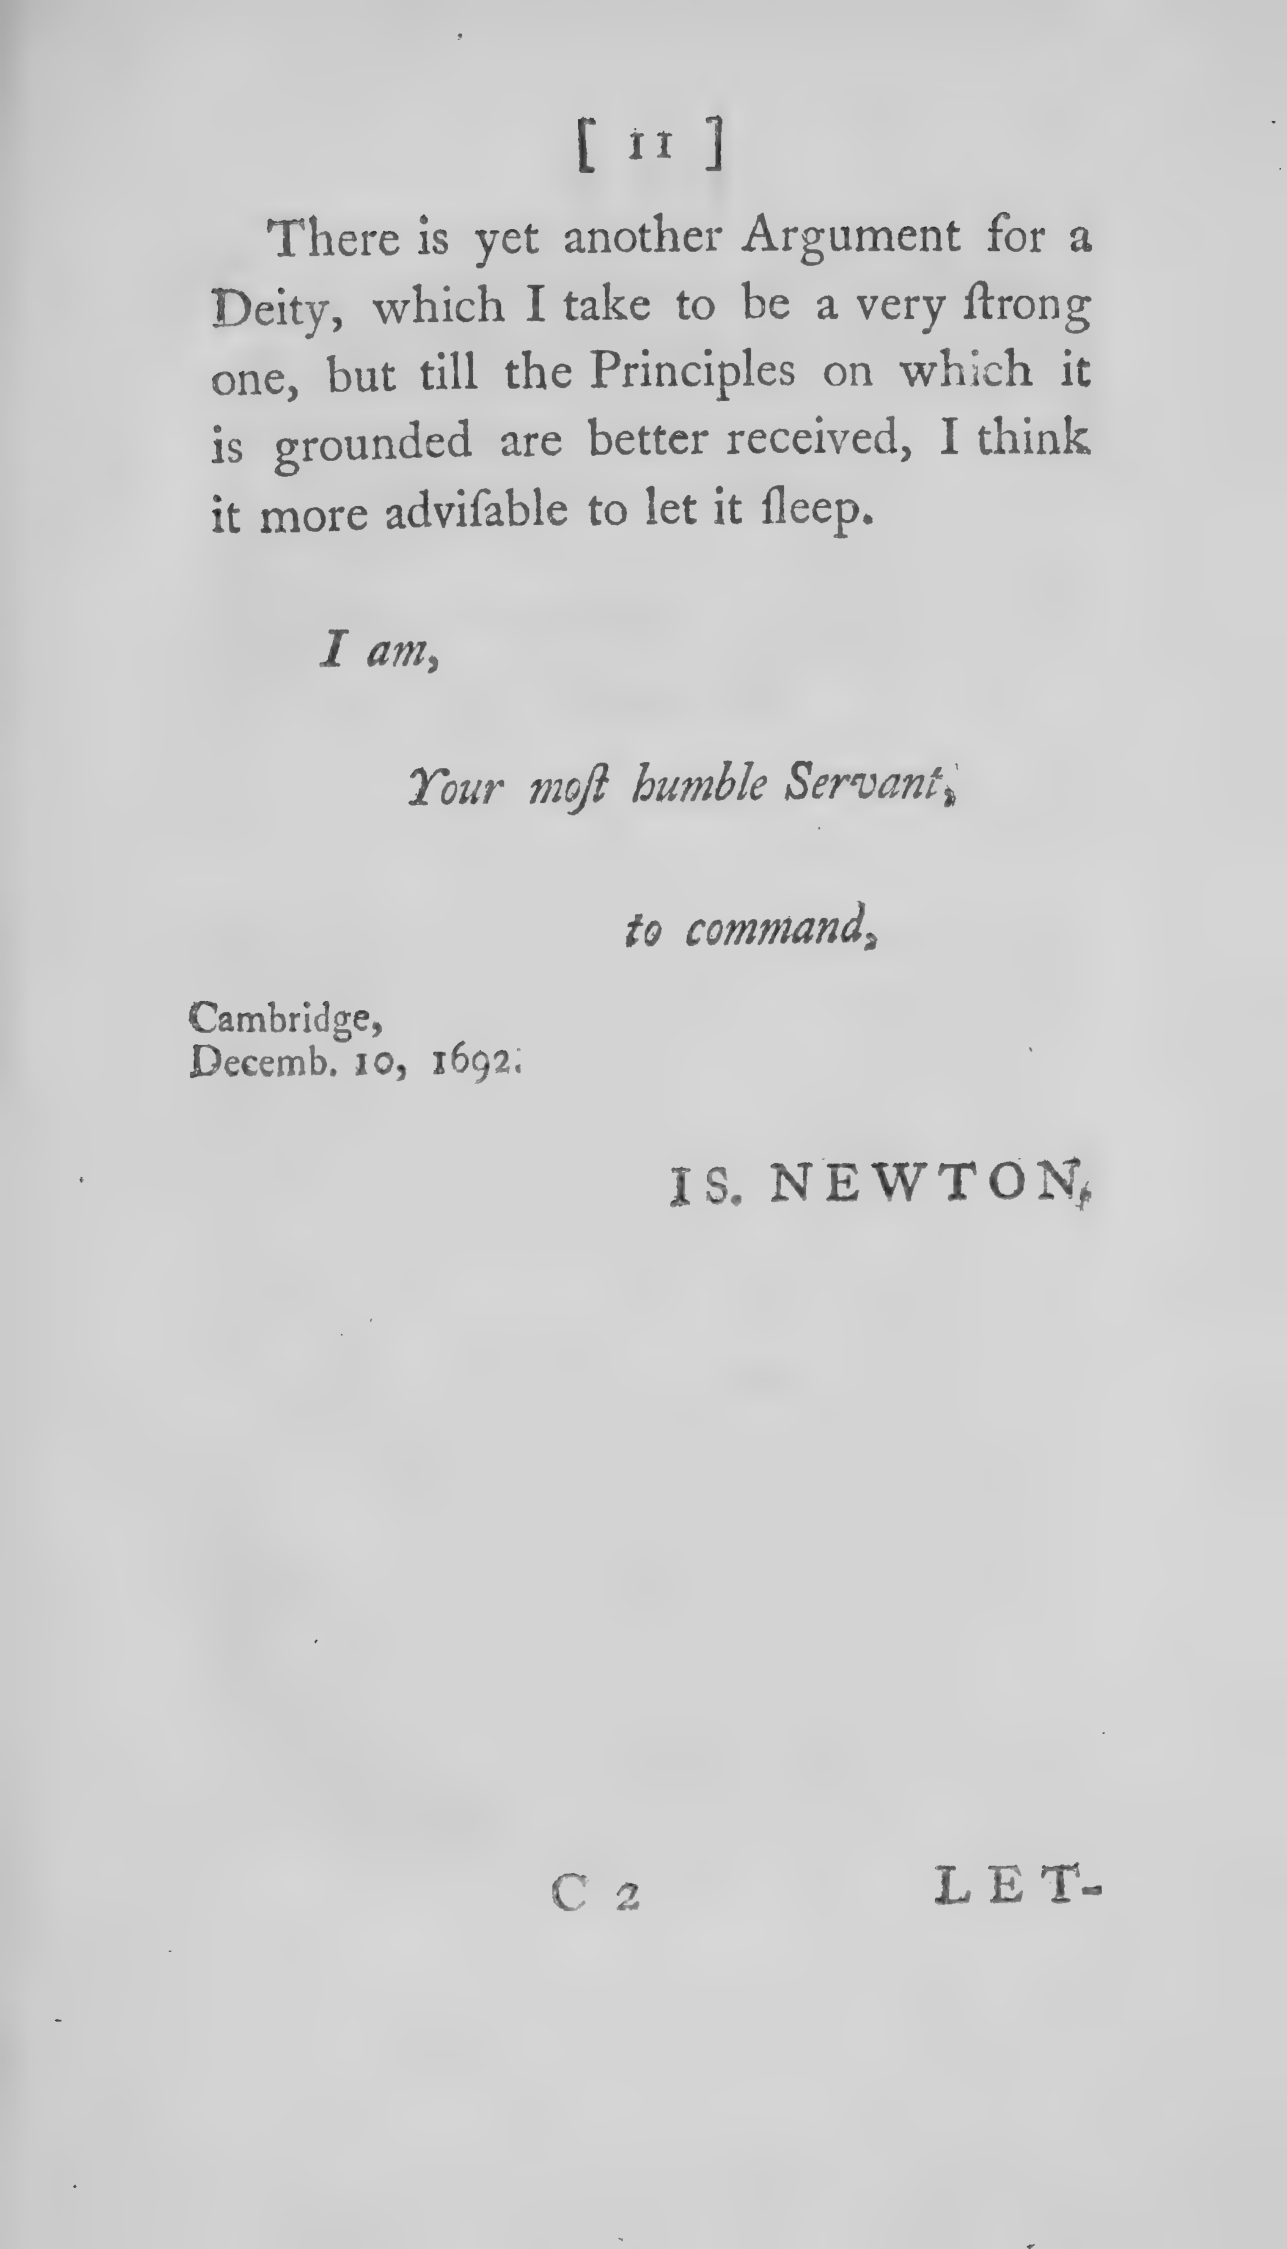 [ 11 ]
There is yet another Argument for a
Deity, which I take to be a very ſtrong
one, but till the Principles on which it
is grounded are better received, I think
it more adviſable to let it ſleep.
I am,
Your moſt humble Servant,
to command,
Cambridge,
Decemb. 10, 1692.
IS. NEWTON.
C 2
LET-